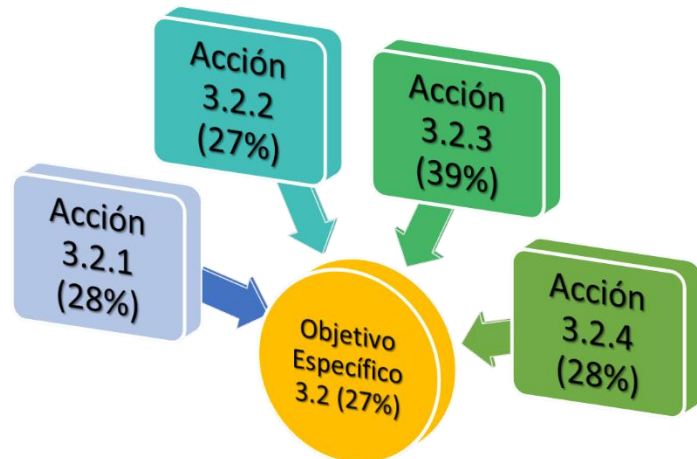 Acción
3.2.1
(28%)
Acción
3.2.2
(27%)
Acción
3.2.3
(39%)
Acción
3.2.4
(28%)
Objetivo
Específico
3.2 (27%)